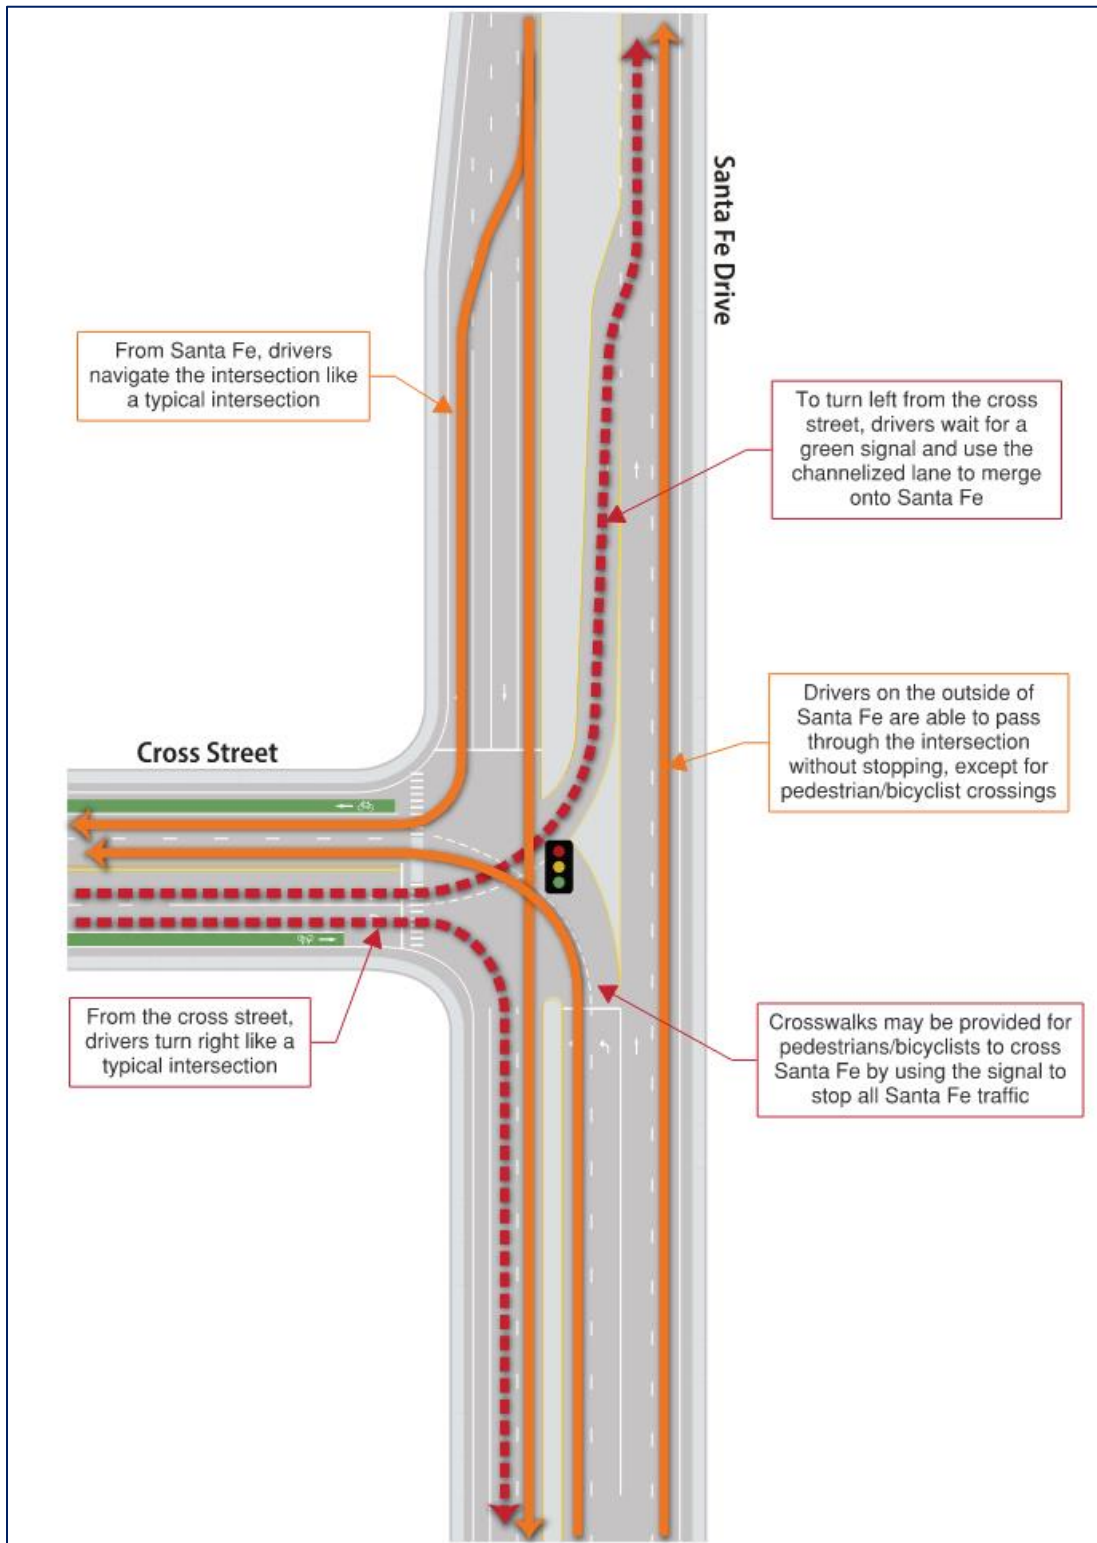 Santa Fe Drive
From Santa Fe, drivers
navigate the intersection like
a typical intersection
To turn left from the cross
street, drivers wait for a
green signal and use the
channelized lane to merge
onto Santa Fe
Drivers on the outside of
Santa Fe are able to pass
through the intersection
without stopping, except for
pedestrian/bicyclist crossings
Cross Street
From the cross street,
drivers turn right like a
typical intersection
Crosswalks may be provided for
pedestrians/bicyclists to cross
Santa Fe by using the signal to
stop all Santa Fe traffic